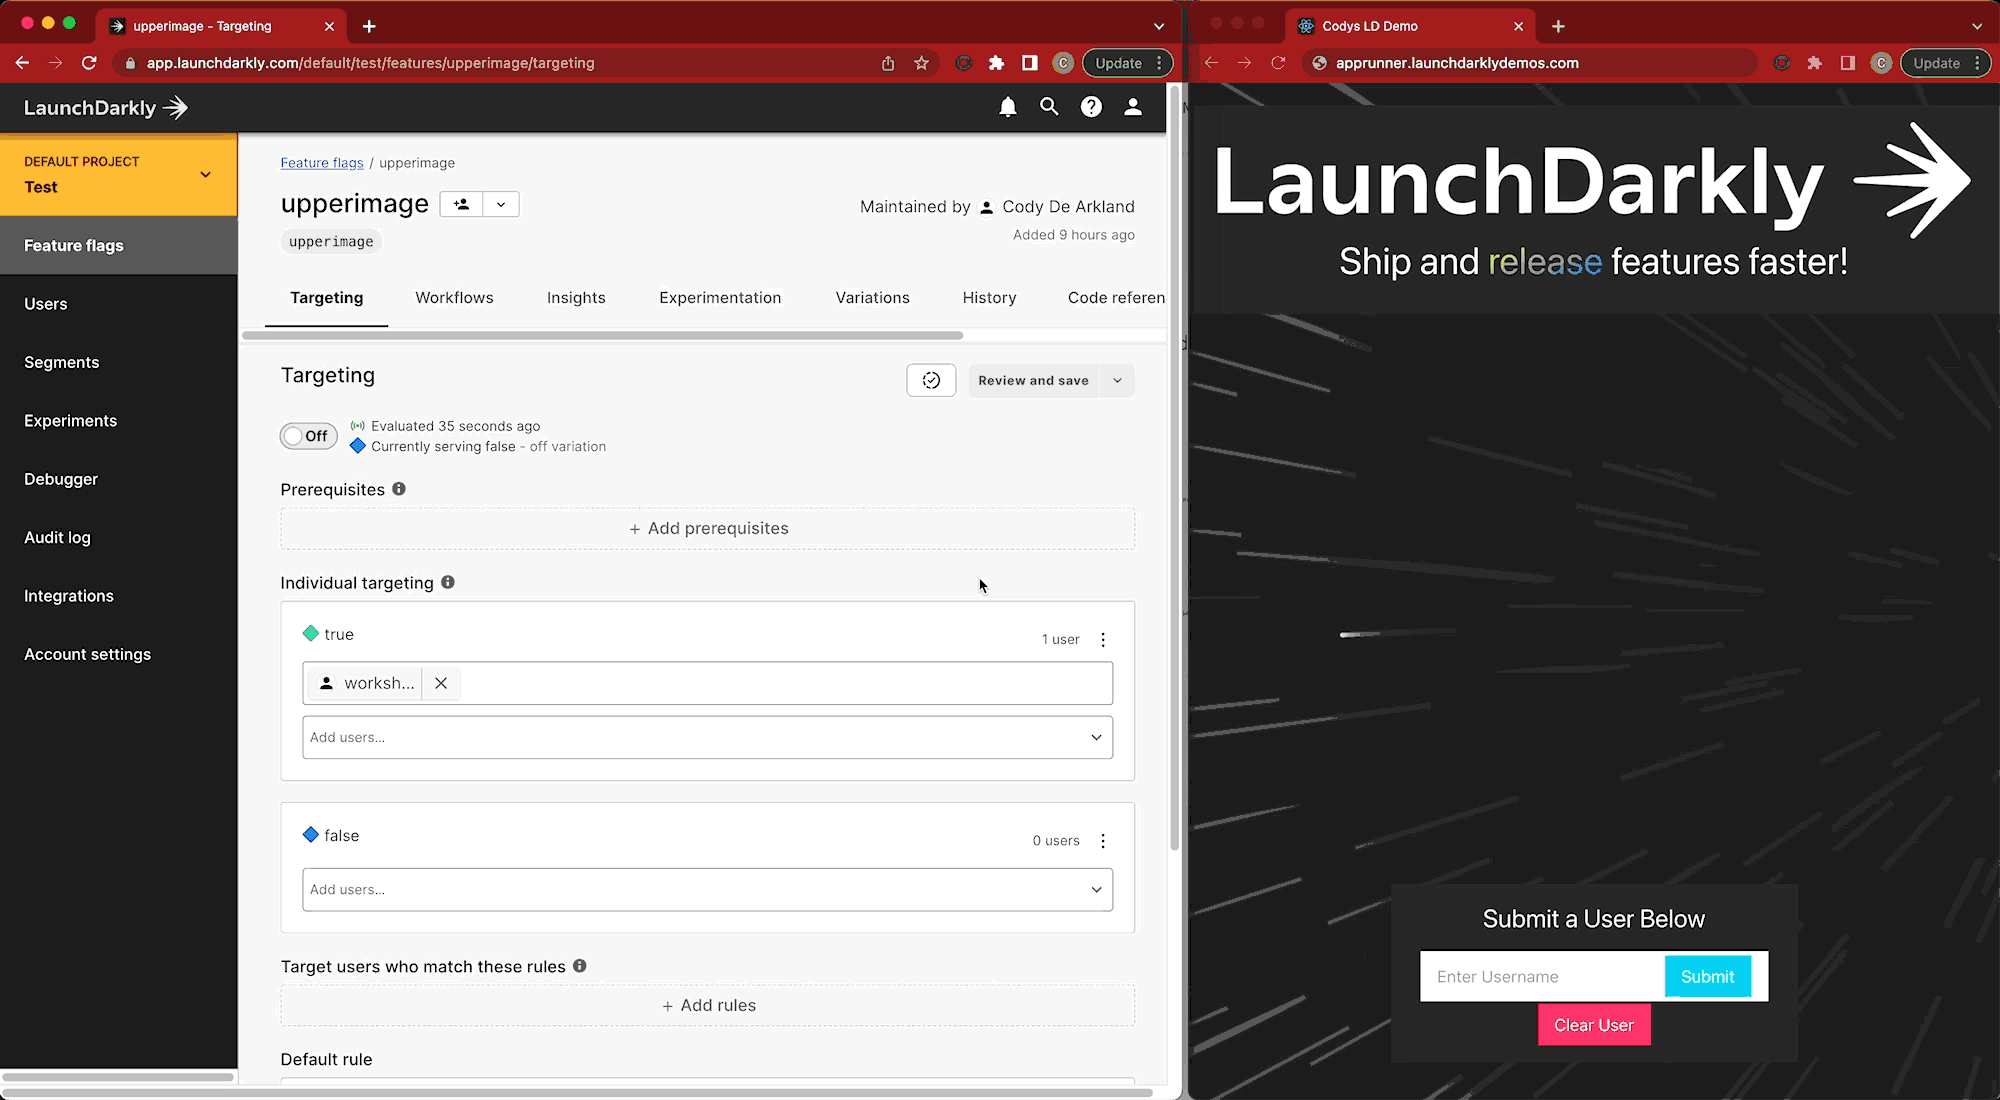 upperimage - Targeting
app.launchdarkly.com/default/test/features/upperimage/targeting
C
Update
LaunchDarkly
DEFAULT PROJECT
Test
Feature flags
Users
Segments
Experiments
Debugger
Audit log
Integrations
Account settings
Feature flags / upperimage
upperimage
Maintained by Cody De Arkland
Added 9 hours ago
upperimage
Targeting
Workflows
Insights
Experimentation
Variations
History
Code referen
Targeting
Review and save
Off
Evaluated 35 seconds ago
Currently serving false - off variation
Prerequisites
+ Add prerequisites
Individual targeting
true
1 user
worksh...
Add users...
false
0 users
Add users...
Target users who match these rules
+ Add rules
Default rule
Codys LD Demo
apprunner.launchdarklydemos.com
C
Update
LaunchDarkly
Ship and release features faster!
Submit a User Below
Enter Username
Submit
Clear User